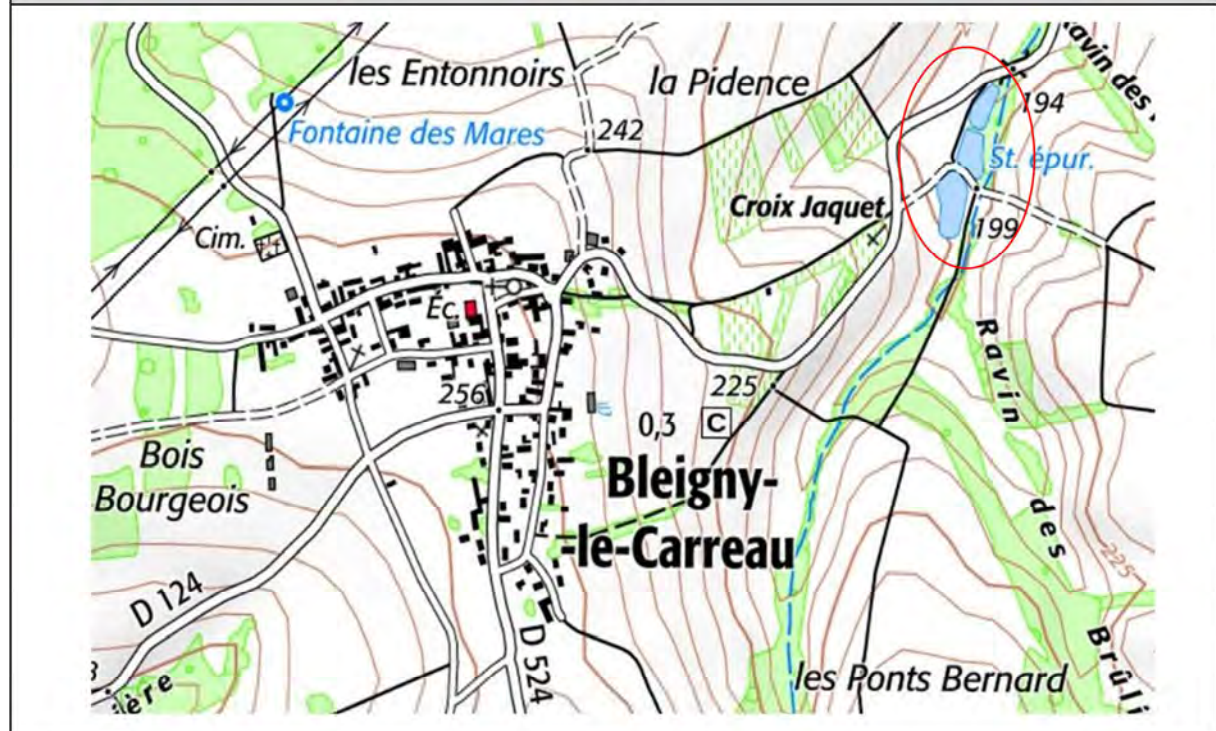 les Entonnoirs
la Pidence
Fontaine des Mares
242
194
St. épur.
Croix Jaquet
199
Cim.
Éc.
256
225
0,3
C
Bleigny-
-le-Carreau
Bois
Bourgeois
D 124
D 524
Ravin
des
225
les Ponts Bernard